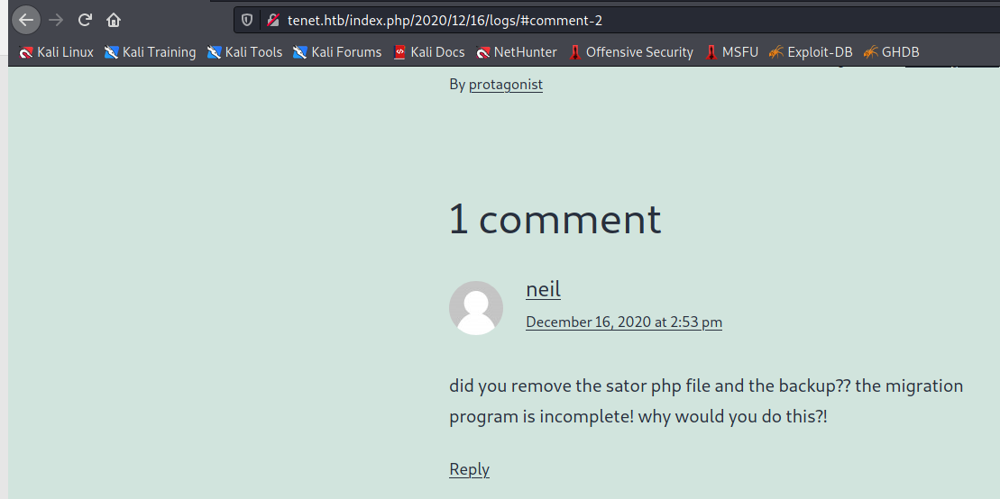 tenet.htb/index.php/2020/12/16/logs/#comment-2
Kali Linux Kali Training Kali Tools Kali Forums Kali Docs NetHunter Offensive Security MSFU Exploit-DB GHDB
By protagonist
1 comment
neil
December 16, 2020 at 2:53 pm
did you remove the sator php file and the backup?? the migration
program is incomplete! why would you do this?!
Reply